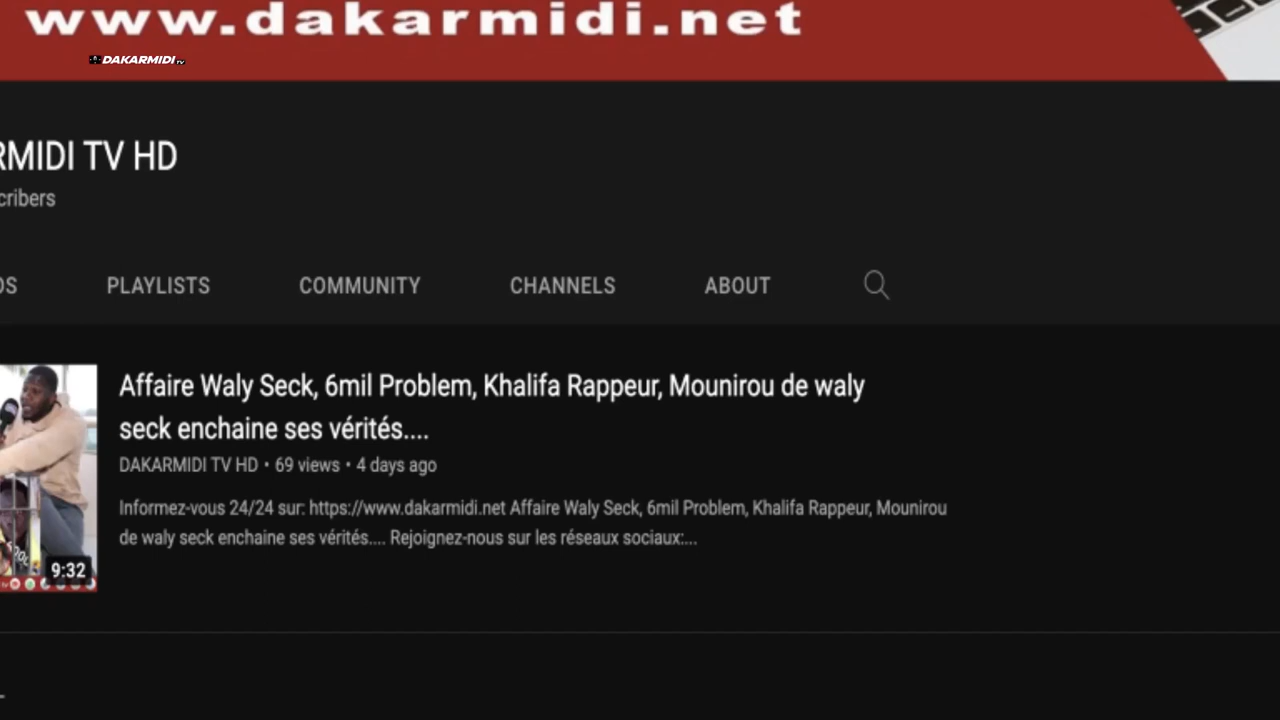 www.dakarmidi.net
DAKARMIDI TV
RMIDI TV HD
cribers
OS PLAYLISTS COMMUNITY CHANNELS ABOUT
Affaire Waly Seck, 6mil Problem, Khalifa Rappeur, Mounirou de waly
seck enchaine ses vérités....
DAKARMIDI TV HD • 69 views • 4 days ago
Informez-vous 24/24 sur: https://www.dakarmidi.net Affaire Waly Seck, 6mil Problem, Khalifa Rappeur, Mounirou
de waly seck enchaine ses vérités.... Rejoignez-nous sur les réseaux sociaux:...
9:32